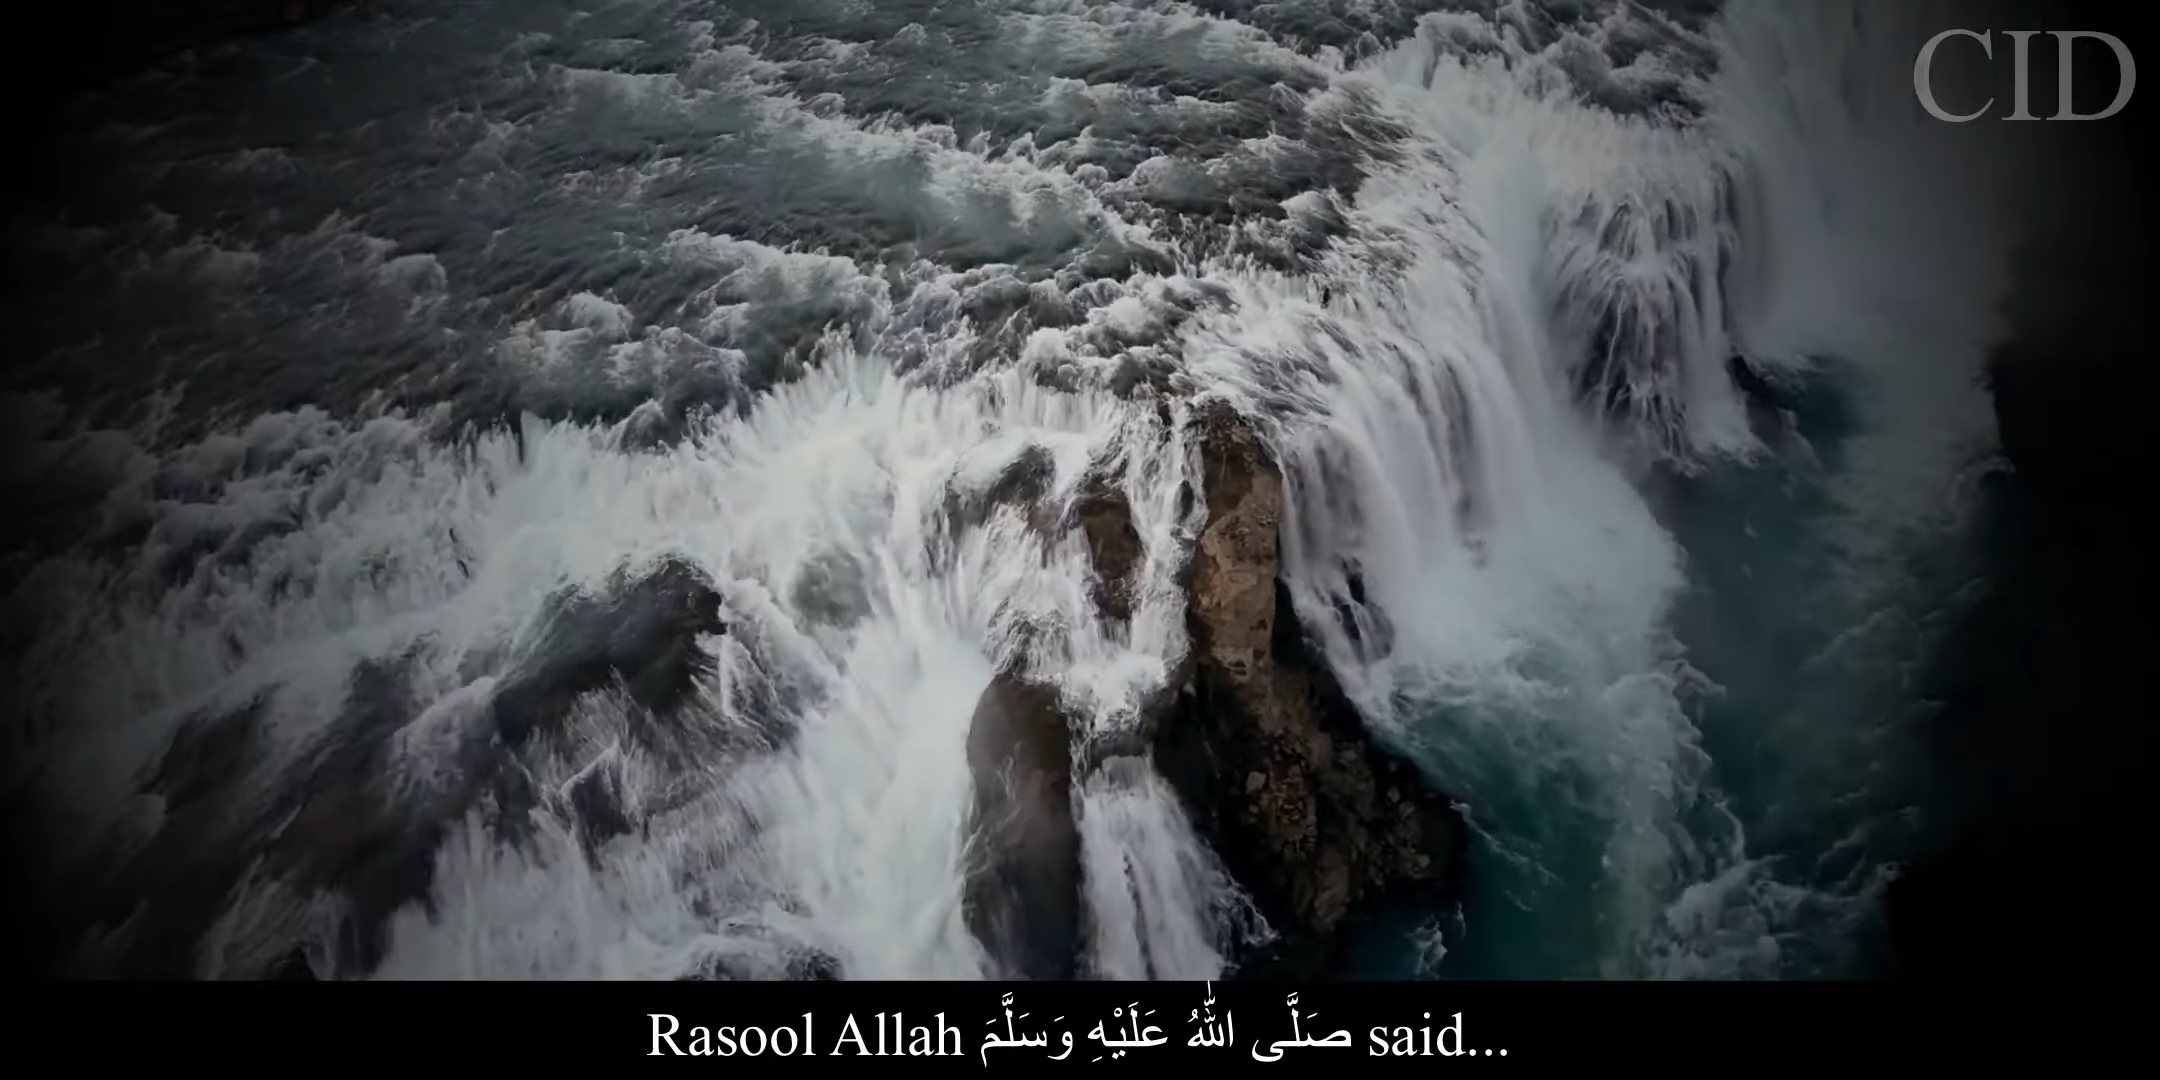 CID
Rasool Allah صَلَّى اللّٰهُ عَلَيْهِ وَسَلَّمَ said...